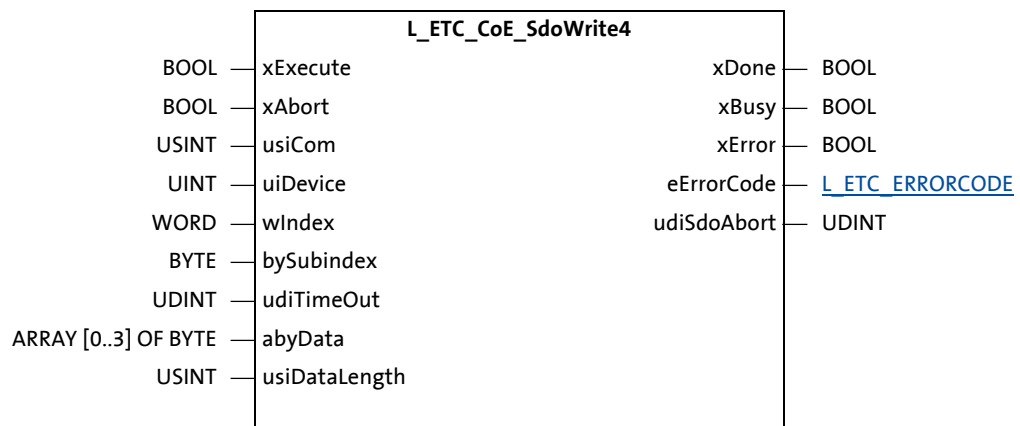 L_ETC_CoE_SdoWrite4
BOOL xExecute xDone BOOL
BOOL xAbort xBusy BOOL
USINT usiCom xError BOOL
UINT uiDevice eErrorCode L_ETC_ERRORCODE
WORD wIndex udiSdoAbort UDINT
BYTE bySubindex
UDINT udiTimeOut
ARRAY [0..3] OF BYTE abyData
USINT usiDataLength